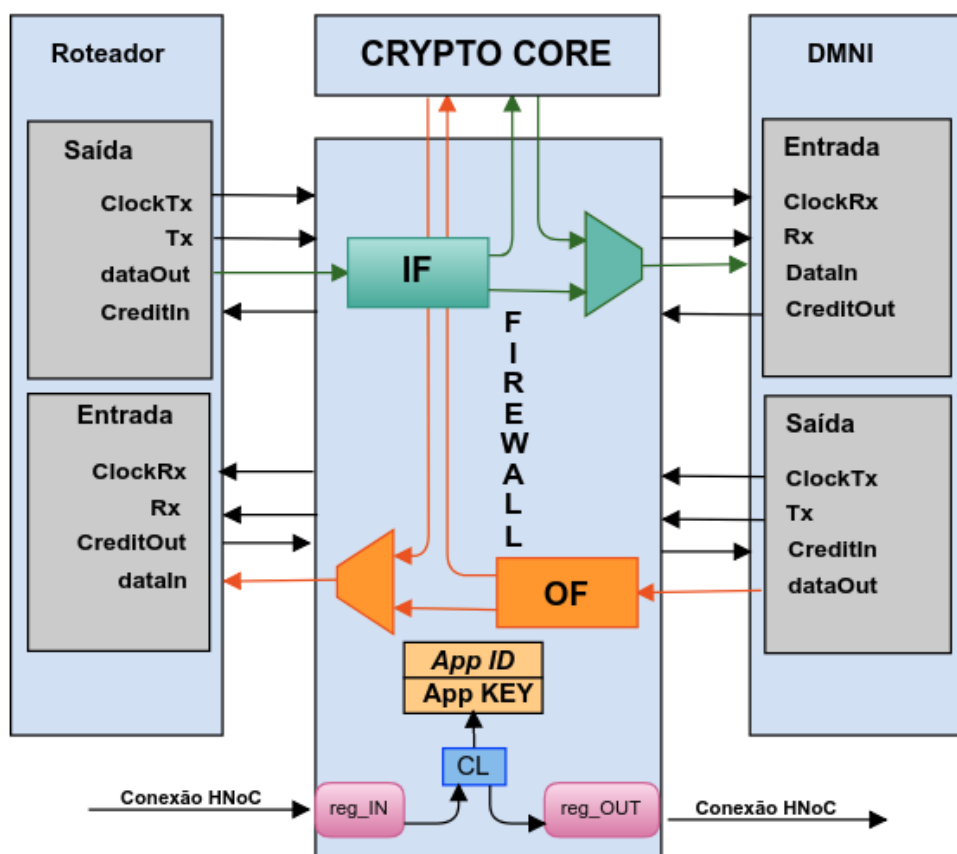 Roteador
CRYPTO CORE
DMNI
Saída
ClockTx
Tx
dataOut
CreditIn
Entrada
ClockRx
Rx
CreditOut
dataIn
IF
FIREWALL
OF
App ID
App KEY
CL
reg_IN
reg_OUT
Entrada
ClockRx
Rx
DataIn
CreditOut
Saída
ClockTx
Tx
CreditIn
dataOut
Conexão HNoC
Conexão HNoC